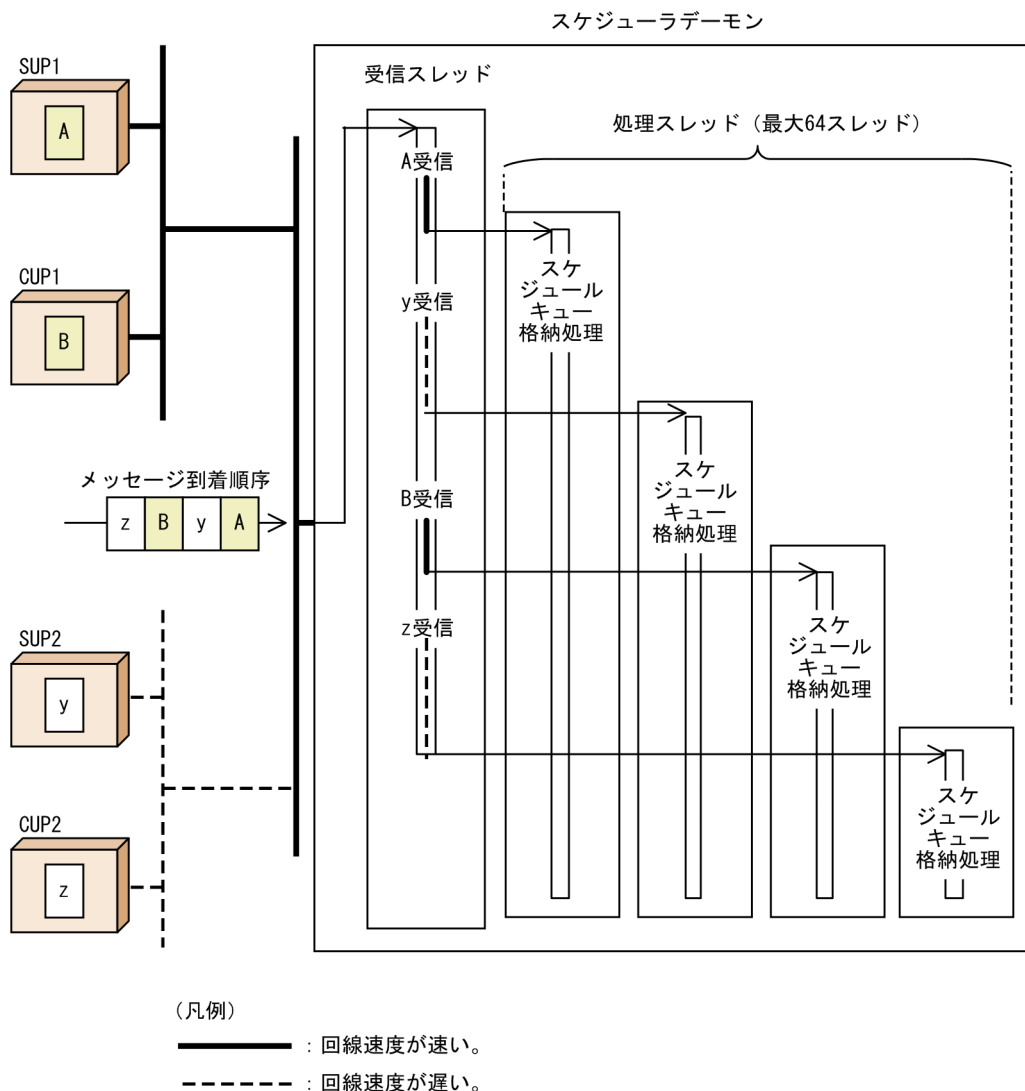 スケジューラデーモン
SUP1
A
受信スレッド
処理スレッド（最大64スレッド）
A受信
CUP1
B
スケ
ジュール
キュー
格納処理
y受信
メッセージ到着順序
z B y A
スケ
ジュール
キュー
格納処理
B受信
SUP2
y
z受信
スケ
ジュール
キュー
格納処理
CUP2
z
スケ
ジュール
キュー
格納処理
（凡例）
：回線速度が速い。
：回線速度が遅い。